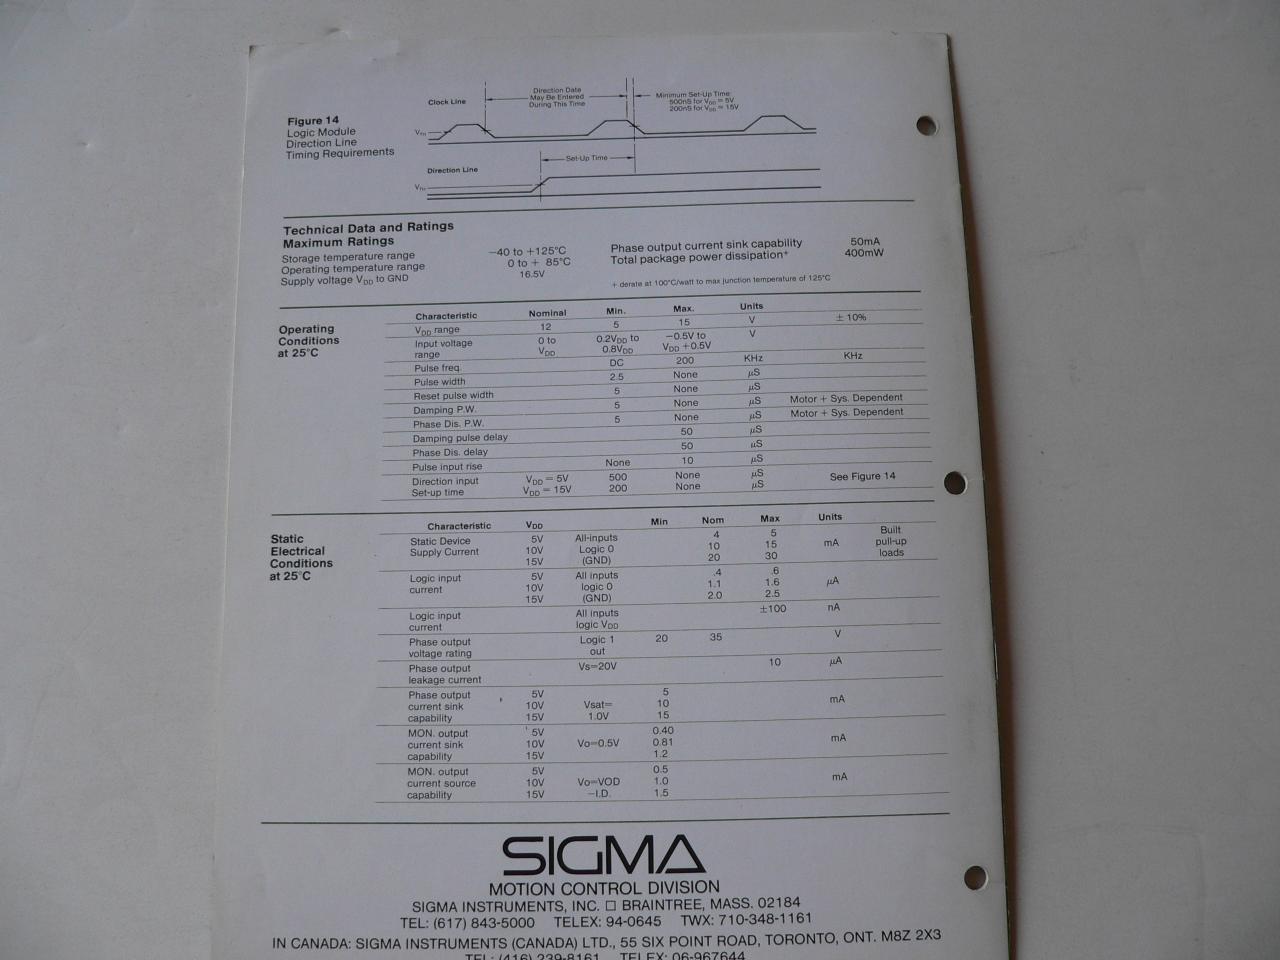 Clock Line
Direction Date
May Be Entered
During This Time
Minimum Set-Up Time:
500nS for VDD = 5V
200nS for VDD = 15V
Figure 14
Logic Module
Direction Line
Timing Requirements
Set-Up Time
Direction Line
Technical Data and Ratings
Maximum Ratings
Storage temperature range −40 to +125°C
Operating temperature range 0 to + 85°C
Supply voltage VDD to GND 16.5V
Phase output current sink capability 50mA
Total package power dissipation+ 400mW
+ derate at 100°C/watt to max junction temperature of 125°C
Operating
Conditions
at 25°C
Characteristic Nominal Min. Max. Units
VDD range 12 5 15 V ± 10%
Input voltage 0 to 0.2VDD to −0.5V to V
range VDD 0.8VDD VDD +0.5V
Pulse freq. DC 200 KHz KHz
Pulse width 2.5 None µS
Reset pulse width 5 None µS
Damping P.W. 5 None µS Motor + Sys. Dependent
Phase Dis. P.W. 5 None µS Motor + Sys. Dependent
Damping pulse delay 50 µS
Phase Dis. delay 50 µS
Pulse input rise None 10 µS
Direction input VDD = 5V 500 None µS See Figure 14
Set-up time VDD = 15V 200 None µS
Static
Electrical
Conditions
at 25°C
Characteristic VDD Min Nom Max Units
Static Device 5V All-inputs 4 5 Built
Supply Current 10V Logic 0 10 15 mA pull-up
15V (GND) 20 30 loads
Logic input 5V All inputs .4 .6
current 10V logic 0 1.1 1.6 µA
15V (GND) 2.0 2.5
Logic input All inputs ±100 nA
current logic VDD
Phase output Logic 1 20 35 V
voltage rating out
Phase output Vs=20V 10 µA
leakage current
Phase output 5V 5
current sink 10V Vsat= 10 mA
capability 15V 1.0V 15
MON. output 5V 0.40
current sink 10V Vo=0.5V 0.81 mA
capability 15V 1.2
MON. output 5V 0.5
current source 10V Vo=VOD 1.0 mA
capability 15V −I.D. 1.5
SIGMA
MOTION CONTROL DIVISION
SIGMA INSTRUMENTS, INC. □ BRAINTREE, MASS. 02184
TEL: (617) 843-5000 TELEX: 94-0645 TWX: 710-348-1161
IN CANADA: SIGMA INSTRUMENTS (CANADA) LTD., 55 SIX POINT ROAD, TORONTO, ONT. M8Z 2X3
TEL: (416) 239-8161 TELEX: 06-967644